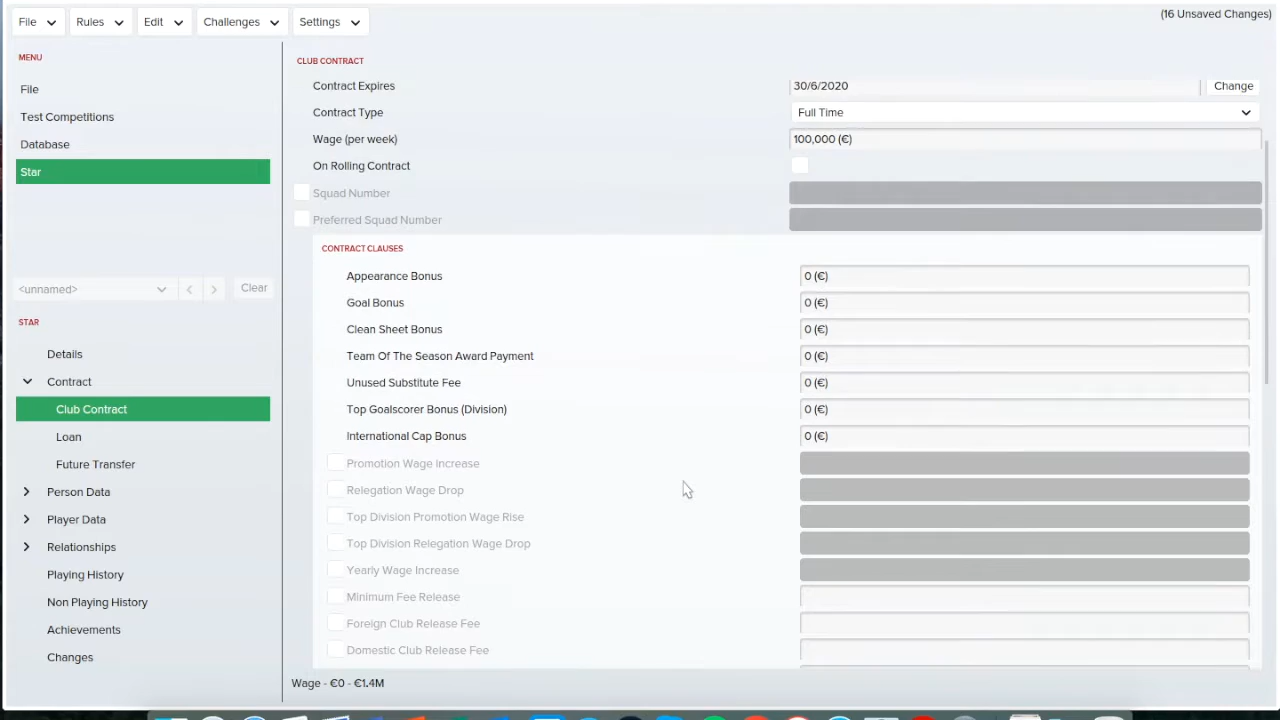 File
Rules
Edit
Challenges
Settings
(16 Unsaved Changes)
MENU
File
Test Competitions
Database
Star
<unnamed>
Clear
STAR
Details
Contract
Club Contract
Loan
Future Transfer
Person Data
Player Data
Relationships
Playing History
Non Playing History
Achievements
Changes
CLUB CONTRACT
Contract Expires 30/6/2020 Change
Contract Type Full Time
Wage (per week) 100,000 (€)
On Rolling Contract
Squad Number
Preferred Squad Number
CONTRACT CLAUSES
Appearance Bonus 0 (€)
Goal Bonus 0 (€)
Clean Sheet Bonus 0 (€)
Team Of The Season Award Payment 0 (€)
Unused Substitute Fee 0 (€)
Top Goalscorer Bonus (Division) 0 (€)
International Cap Bonus 0 (€)
Promotion Wage Increase
Relegation Wage Drop
Top Division Promotion Wage Rise
Top Division Relegation Wage Drop
Yearly Wage Increase
Minimum Fee Release
Foreign Club Release Fee
Domestic Club Release Fee
Wage - €0 - €1.4M